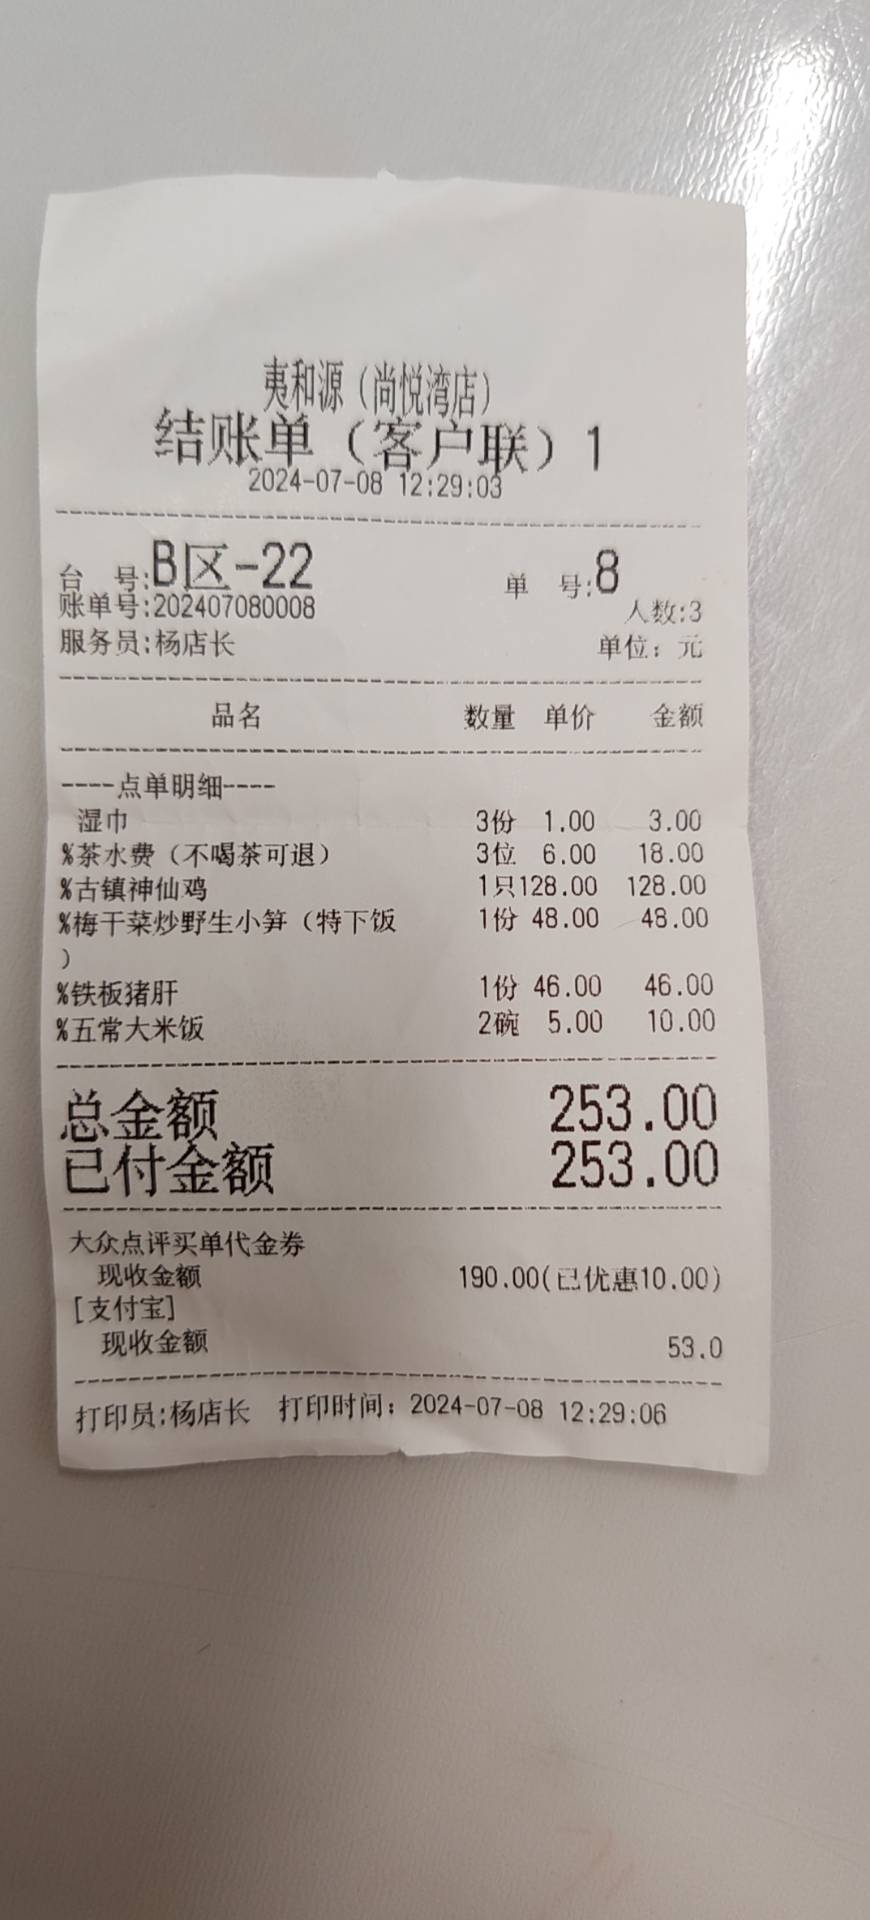 夷和源（尚悦湾店）
结账单（客户联）1
2024-07-08 12:29:03
台 号:B区-22 单 号:8
账单号:202407080008 人数:3
服务员:杨店长 单位：元
品名 数量 单价 金额
----点单明细----
湿巾 3份 1.00 3.00
%茶水费（不喝茶可退） 3位 6.00 18.00
%古镇神仙鸡 1只128.00 128.00
%梅干菜炒野生小笋（特下饭 1份 48.00 48.00
）
%铁板猪肝 1份 46.00 46.00
%五常大米饭 2碗 5.00 10.00
总金额 253.00
已付金额 253.00
大众点评买单代金券
现收金额 190.00(已优惠10.00)
[支付宝]
现收金额 53.0
打印员:杨店长 打印时间：2024-07-08 12:29:06